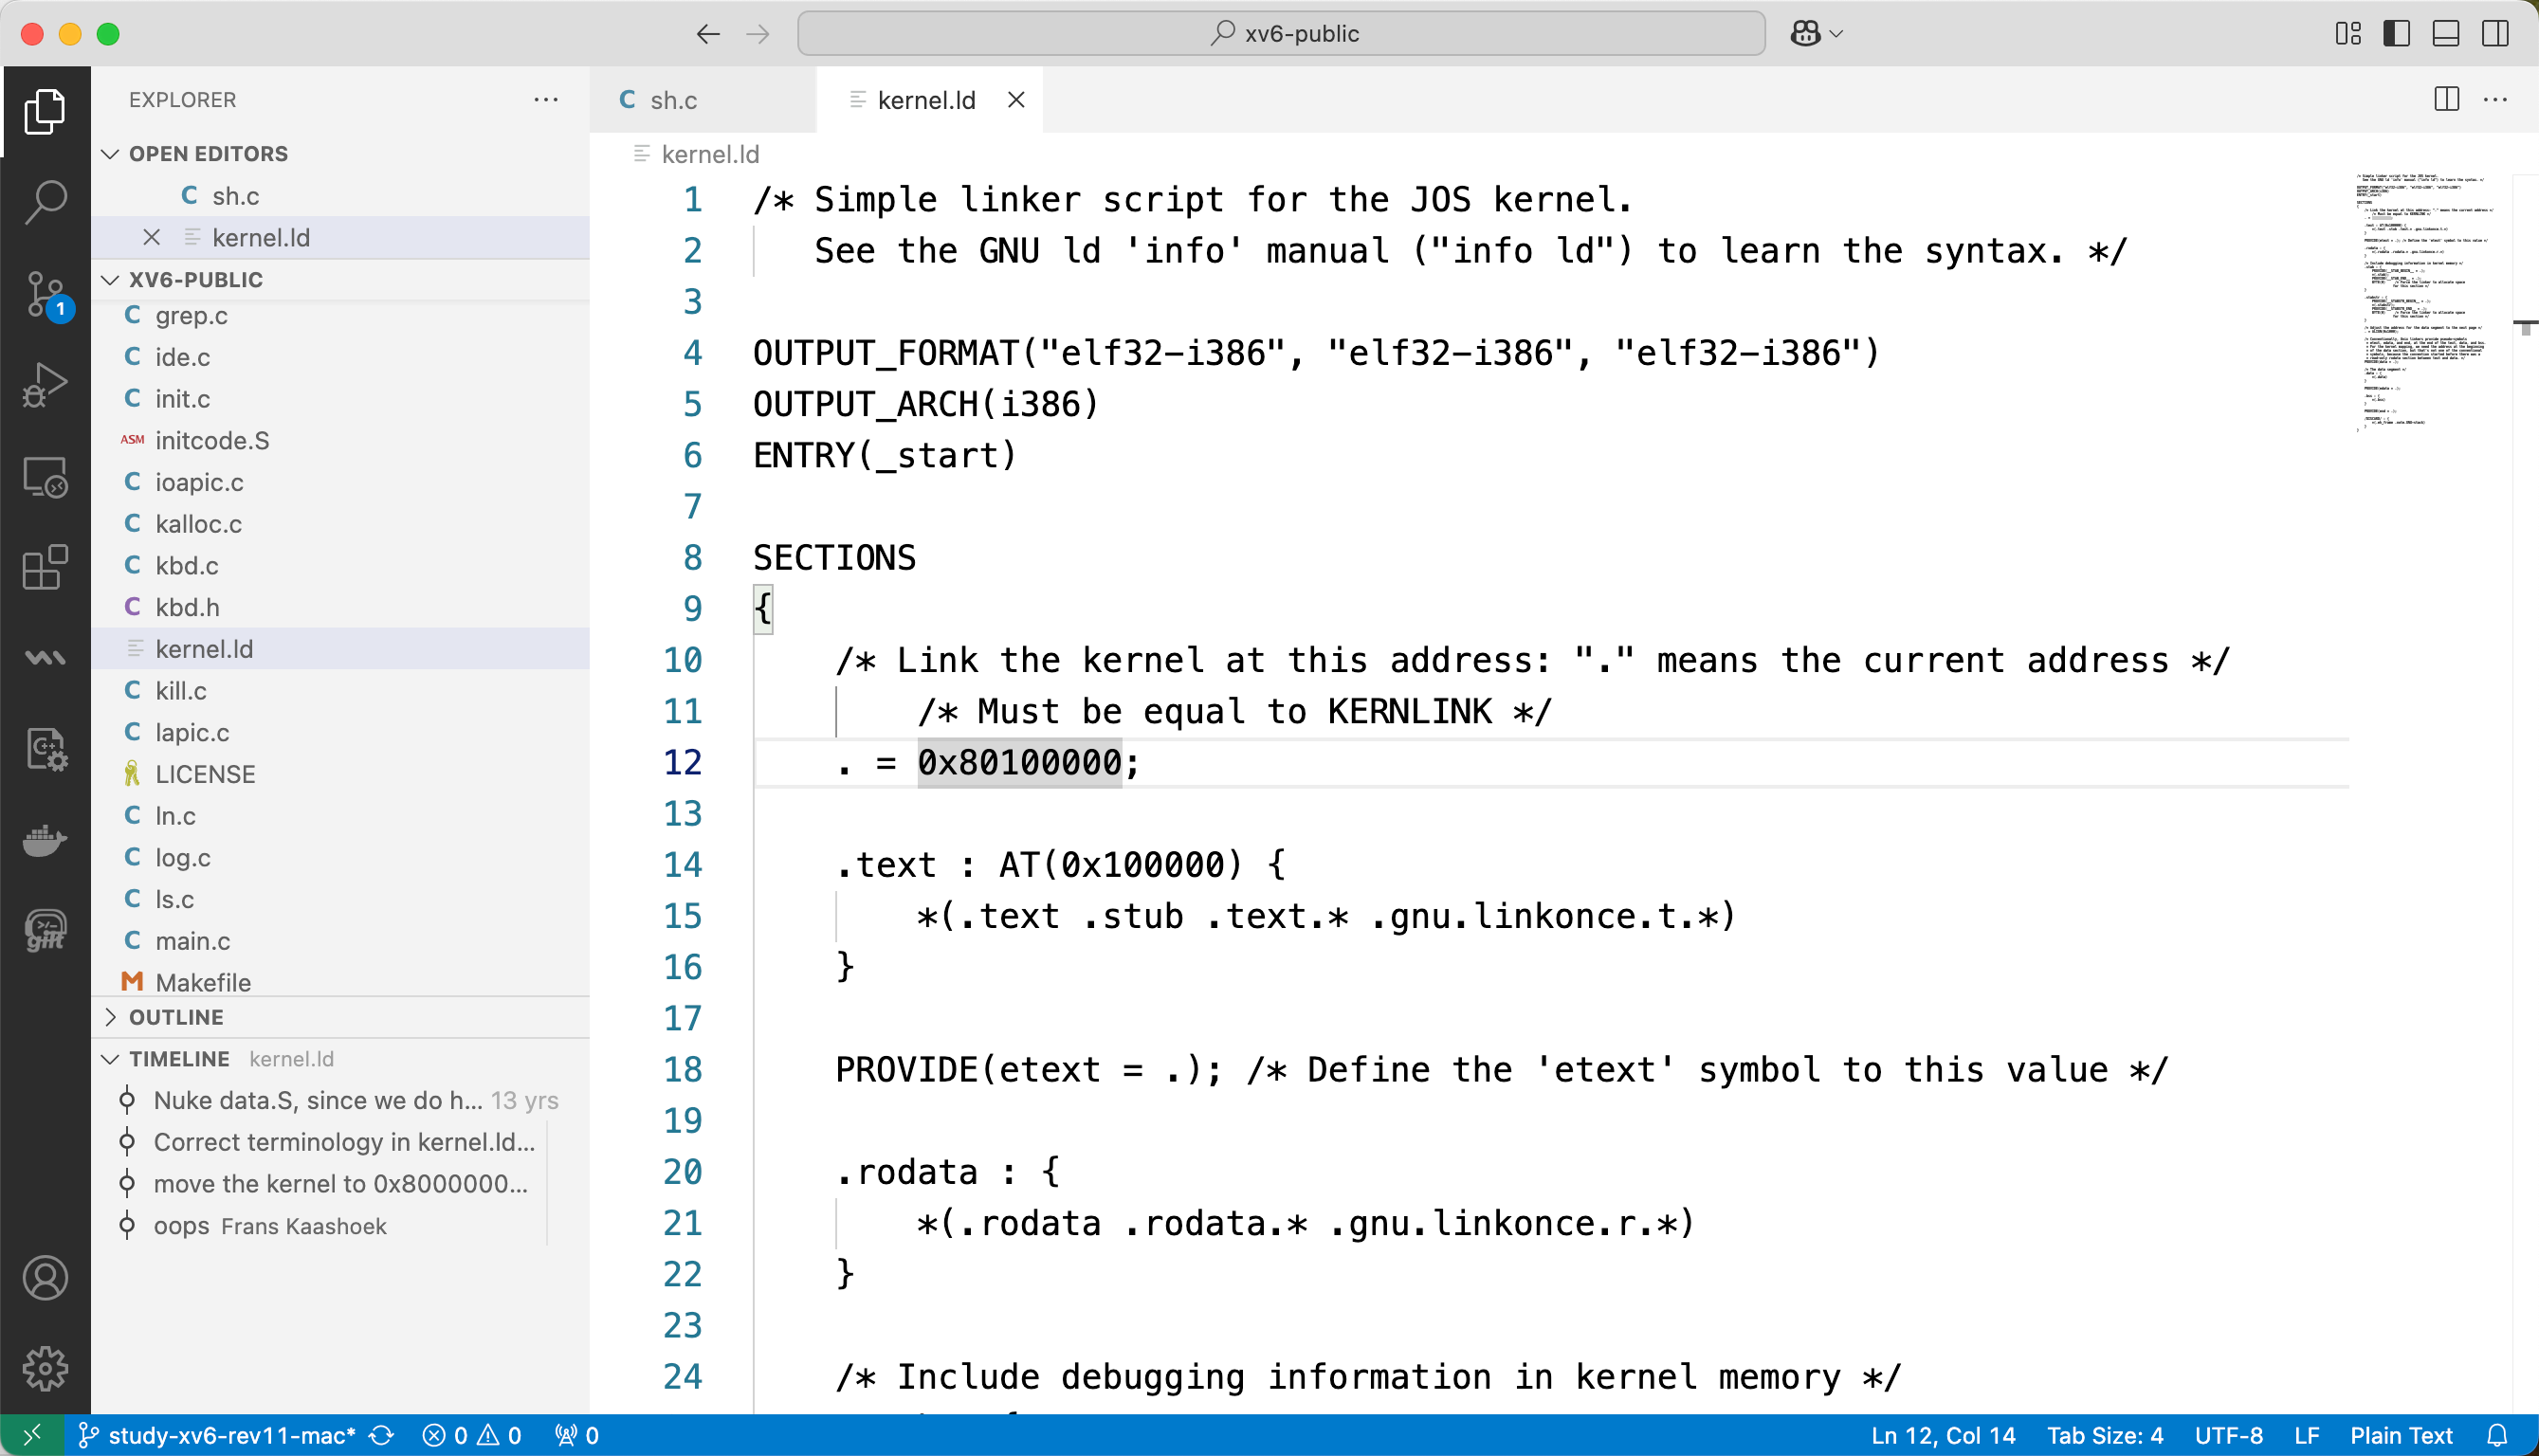 xv6-public
EXPLORER
OPEN EDITORS
sh.c
kernel.ld
XV6-PUBLIC
grep.c
ide.c
init.c
ASM initcode.S
ioapic.c
kalloc.c
kbd.c
kbd.h
kernel.ld
kill.c
lapic.c
LICENSE
ln.c
log.c
ls.c
main.c
Makefile
OUTLINE
TIMELINE kernel.ld
Nuke data.S, since we do h... 13 yrs
Correct terminology in kernel.ld...
move the kernel to 0x8000000...
oops Frans Kaashoek
1
gift
C sh.c
kernel.ld
kernel.ld
1 /* Simple linker script for the JOS kernel.
2 See the GNU ld 'info' manual ("info ld") to learn the syntax. */
3
4 OUTPUT_FORMAT("elf32-i386", "elf32-i386", "elf32-i386")
5 OUTPUT_ARCH(i386)
6 ENTRY(_start)
7
8 SECTIONS
9 {
10 /* Link the kernel at this address: "." means the current address */
11 /* Must be equal to KERNLINK */
12 . = 0x80100000;
13
14 .text : AT(0x100000) {
15 *(.text .stub .text.* .gnu.linkonce.t.*)
16 }
17
18 PROVIDE(etext = .); /* Define the 'etext' symbol to this value */
19
20 .rodata : {
21 *(.rodata .rodata.* .gnu.linkonce.r.*)
22 }
23
24 /* Include debugging information in kernel memory */
study-xv6-rev11-mac* 0 0 0 Ln 12, Col 14 Tab Size: 4 UTF-8 LF Plain Text